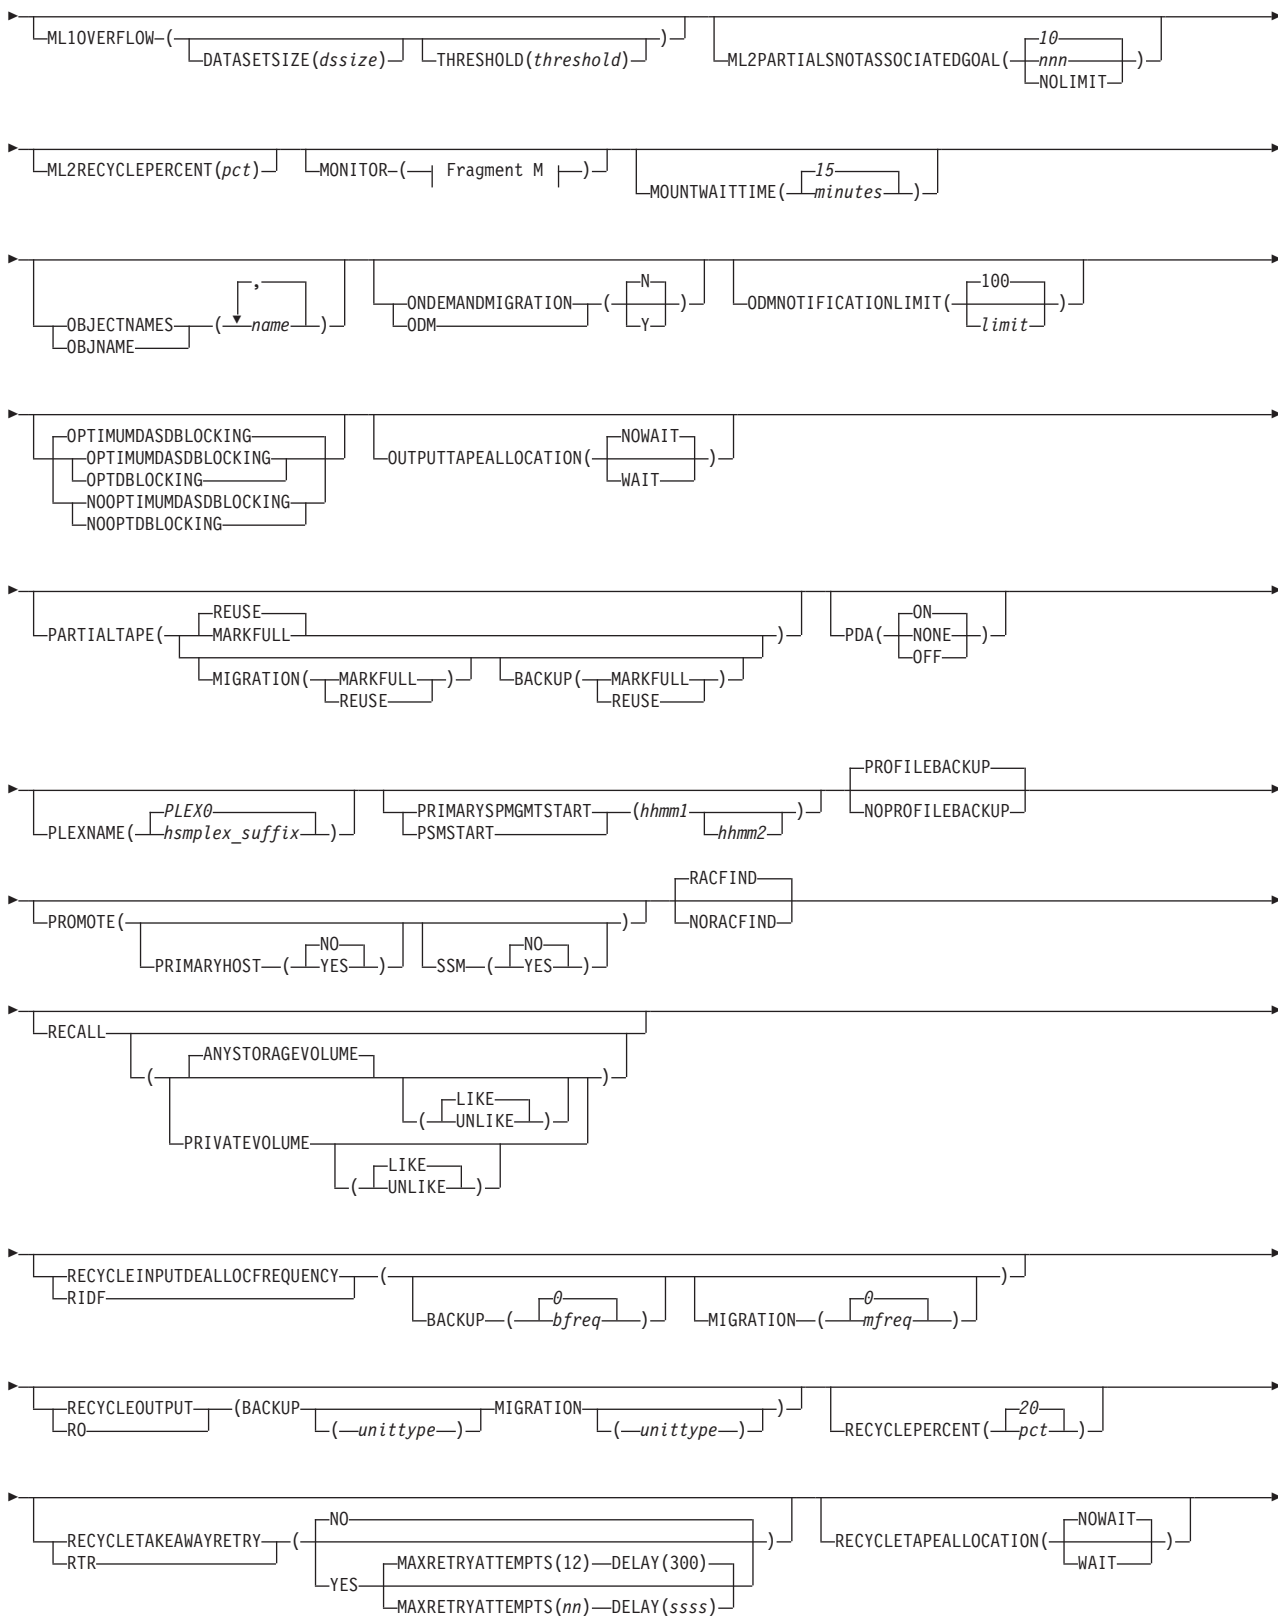 ML1OVERFLOW (
DATASETSIZE(dssize) THRESHOLD(threshold)
)
ML2PARTIALSNOTASSOCIATEDGOAL(
10
nnn
NOLIMIT
)
ML2RECYCLEPERCENT(pct)
MONITOR ( Fragment M )
MOUNTWAITTIME(
15
minutes
)
OBJECTNAMES
OBJNAME
(
,
name
)
ONDEMANDMIGRATION
ODM
(
N
Y
)
ODMNOTIFICATIONLIMIT(
100
limit
)
OPTIMUMDASDBLOCKING
OPTIMUMDASDBLOCKING
OPTDBLOCKING
NOOPTIMUMDASDBLOCKING
NOOPTDBLOCKING
OUTPUTTAPEALLOCATION(
NOWAIT
WAIT
)
PARTIALTAPE(
REUSE
MARKFULL
MIGRATION(
MARKFULL
REUSE
)
BACKUP(
MARKFULL
REUSE
)
)
PDA(
ON
NONE
OFF
)
PLEXNAME(
PLEX0
hsmplex_suffix
)
PRIMARYSPMGMTSTART
PSMSTART
(hhmm1
hhmm2
)
PROFILEBACKUP
NOPROFILEBACKUP
PROMOTE(
PRIMARYHOST (
NO
YES
)
SSM (
NO
YES
)
)
RACFIND
NORACFIND
RECALL
(
ANYSTORAGEVOLUME
(
LIKE
UNLIKE
)
PRIVATEVOLUME
(
LIKE
UNLIKE
)
)
RECYCLEINPUTDEALLOCFREQUENCY
RIDF
(
BACKUP (
0
bfreq
)
MIGRATION (
0
mfreq
)
)
RECYCLEOUTPUT
RO
(BACKUP
( unittype )
MIGRATION
( unittype )
)
RECYCLEPERCENT(
20
pct
)
RECYCLETAKEAWAYRETRY
RTR
(
NO
YES
MAXRETRYATTEMPTS(12) DELAY(300)
MAXRETRYATTEMPTS(nn) DELAY(ssss)
)
RECYCLETAPEALLOCATION(
NOWAIT
WAIT
)